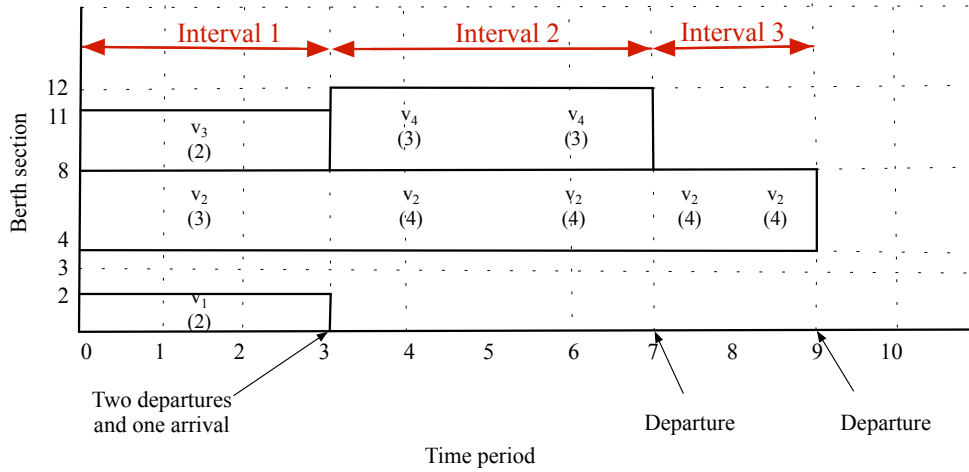 Interval 1
Interval 2
Interval 3
12
11
8
4
3
2
Berth section
v3
(2)
v4
(3)
v4
(3)
v2
(3)
v2
(4)
v2
(4)
v2
(4)
v2
(4)
v1
(2)
0 1 2 3 4 5 6 7 8 9 10
Two departures
and one arrival
Departure
Departure
Time period